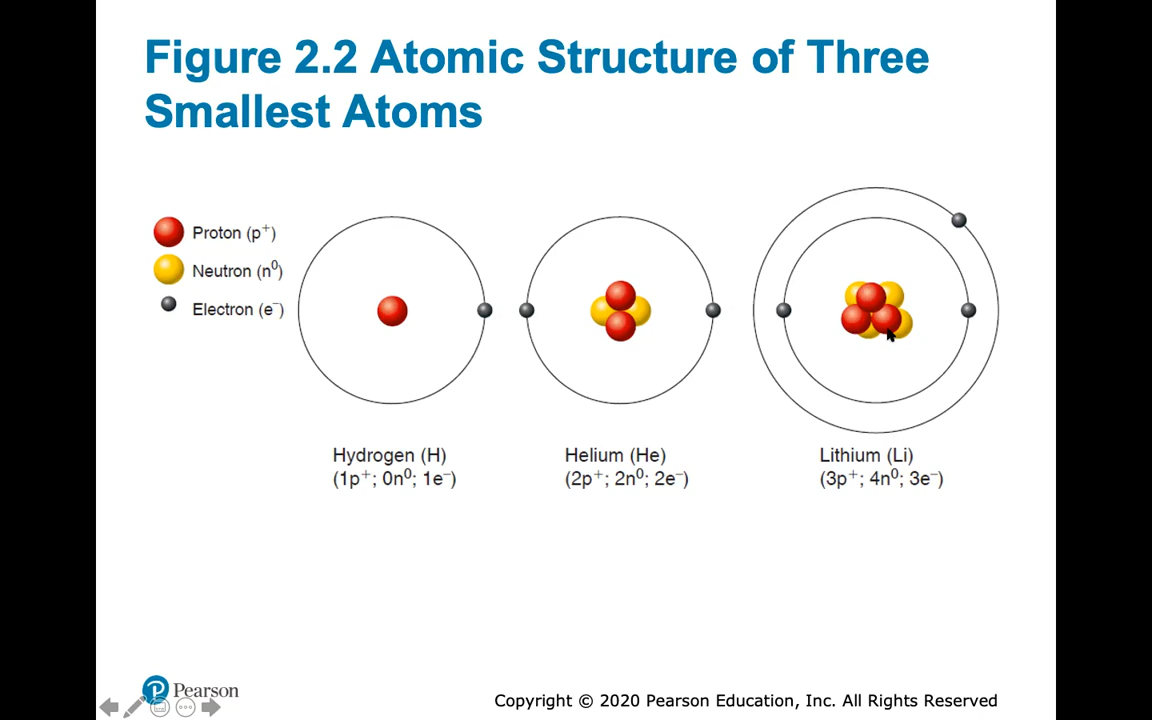 Figure 2.2 Atomic Structure of Three
Smallest Atoms
Proton (p⁺)
Neutron (n⁰)
Electron (e⁻)
Hydrogen (H)
(1p⁺; 0n⁰; 1e⁻)
Helium (He)
(2p⁺; 2n⁰; 2e⁻)
Lithium (Li)
(3p⁺; 4n⁰; 3e⁻)
P Pearson
Copyright © 2020 Pearson Education, Inc. All Rights Reserved